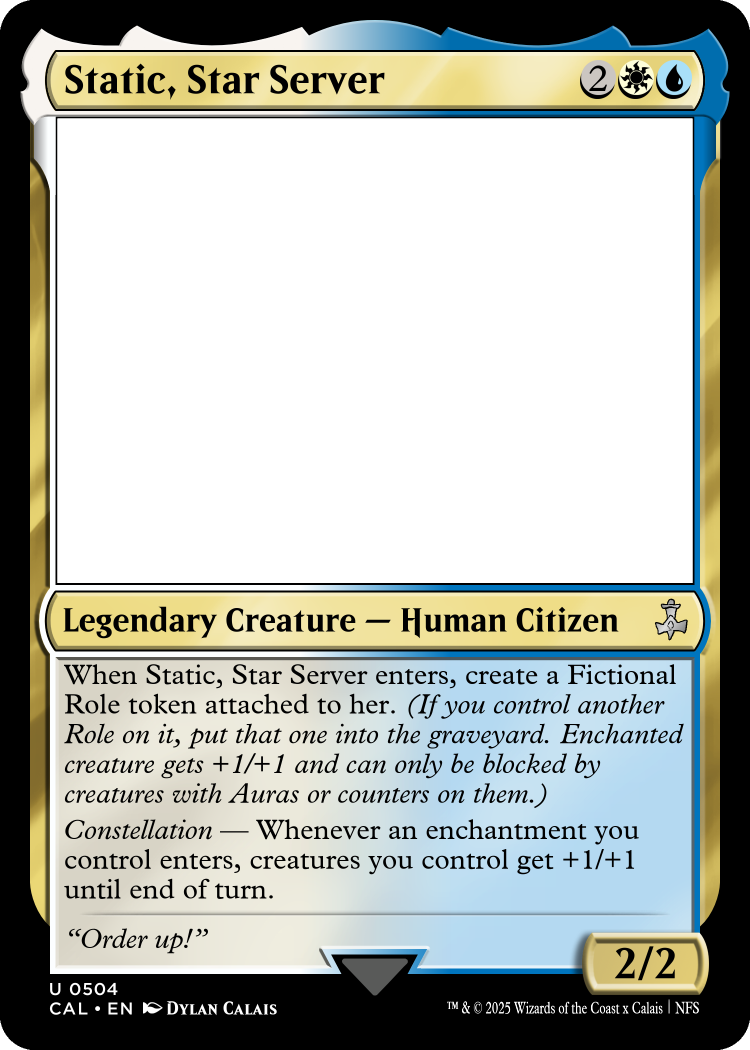 Static, Star Server
2
Legendary Creature — Human Citizen
When Static, Star Server enters, create a Fictional
Role token attached to her. (If you control another
Role on it, put that one into the graveyard. Enchanted
creature gets +1/+1 and can only be blocked by
creatures with Auras or counters on them.)
Constellation — Whenever an enchantment you
control enters, creatures you control get +1/+1
until end of turn.
“Order up!”
2/2
U 0504
CAL • EN DYLAN CALAIS
™ & © 2025 Wizards of the Coast x Calais | NFS